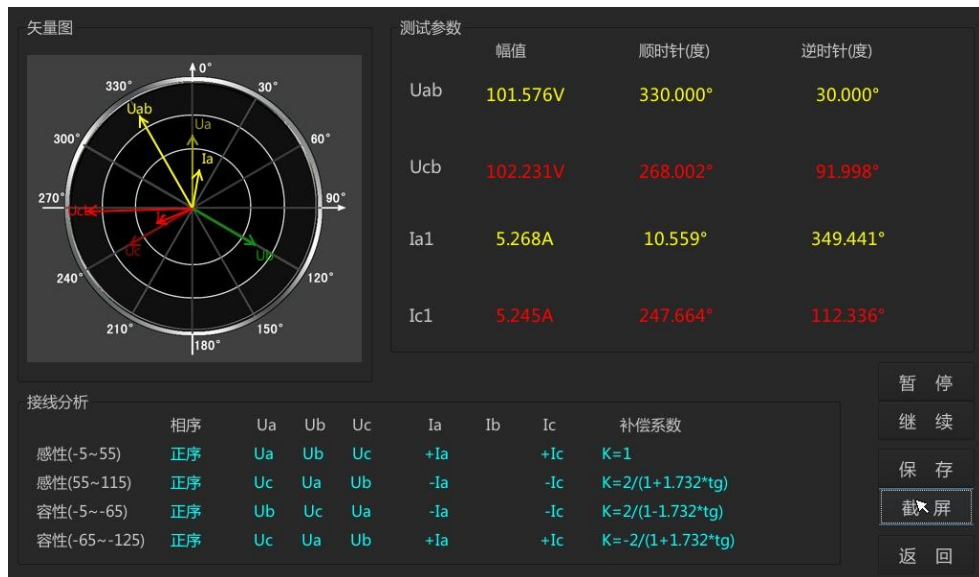 矢量图
0°
330°
30°
Uab
Ua
300°
60°
Ia
270°
90°
Ucb
Uc
Ub
240°
120°
210°
150°
180°
测试参数
幅值 顺时针(度) 逆时针(度)
Uab 101.576V 330.000° 30.000°
Ucb 102.231V 268.002° 91.998°
Ia1 5.268A 10.559° 349.441°
Ic1 5.245A 247.664° 112.336°
接线分析
相序 Ua Ub Uc Ia Ib Ic 补偿系数
感性(-5~55) 正序 Ua Ub Uc +Ia +Ic K=1
感性(55~115) 正序 Uc Ua Ub -Ia -Ic K=2/(1+1.732*tg)
容性(-5~-65) 正序 Ub Uc Ua -Ia -Ic K=2/(1-1.732*tg)
容性(-65~-125) 正序 Uc Ua Ub +Ia +Ic K=-2/(1+1.732*tg)
暂 停
继 续
保 存
截 屏
返 回